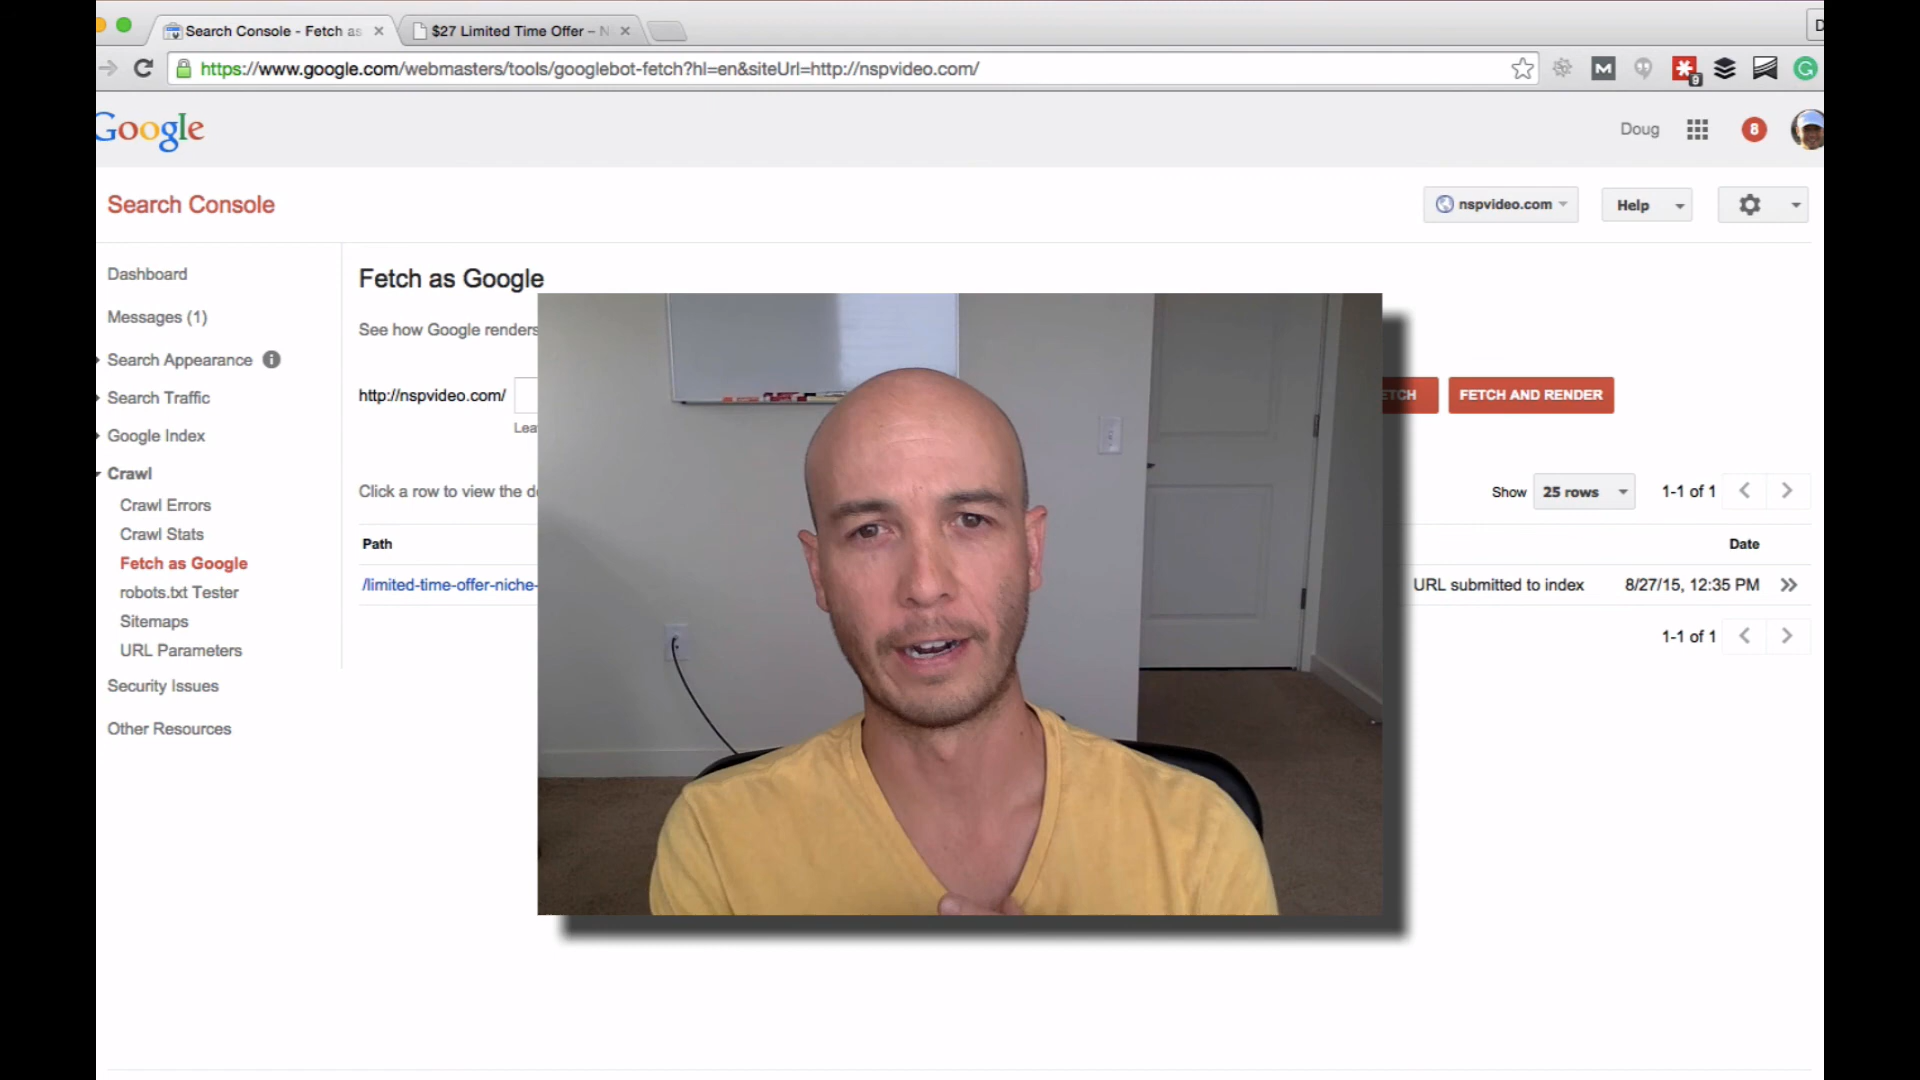 Search Console - Fetch as
$27 Limited Time Offer – N
https://www.google.com/webmasters/tools/googlebot-fetch?hl=en&siteUrl=http://nspvideo.com/
M
9
G
Google
Doug
8
Search Console
nspvideo.com
Help
Dashboard
Messages (1)
Search Appearance
Search Traffic
Google Index
Crawl
Crawl Errors
Crawl Stats
Fetch as Google
robots.txt Tester
Sitemaps
URL Parameters
Security Issues
Other Resources
Fetch as Google
See how Google renders
http://nspvideo.com/
Lea
ETCH
FETCH AND RENDER
Click a row to view the de
Show 25 rows 1-1 of 1
Path Date
/limited-time-offer-niche- URL submitted to index 8/27/15, 12:35 PM
1-1 of 1